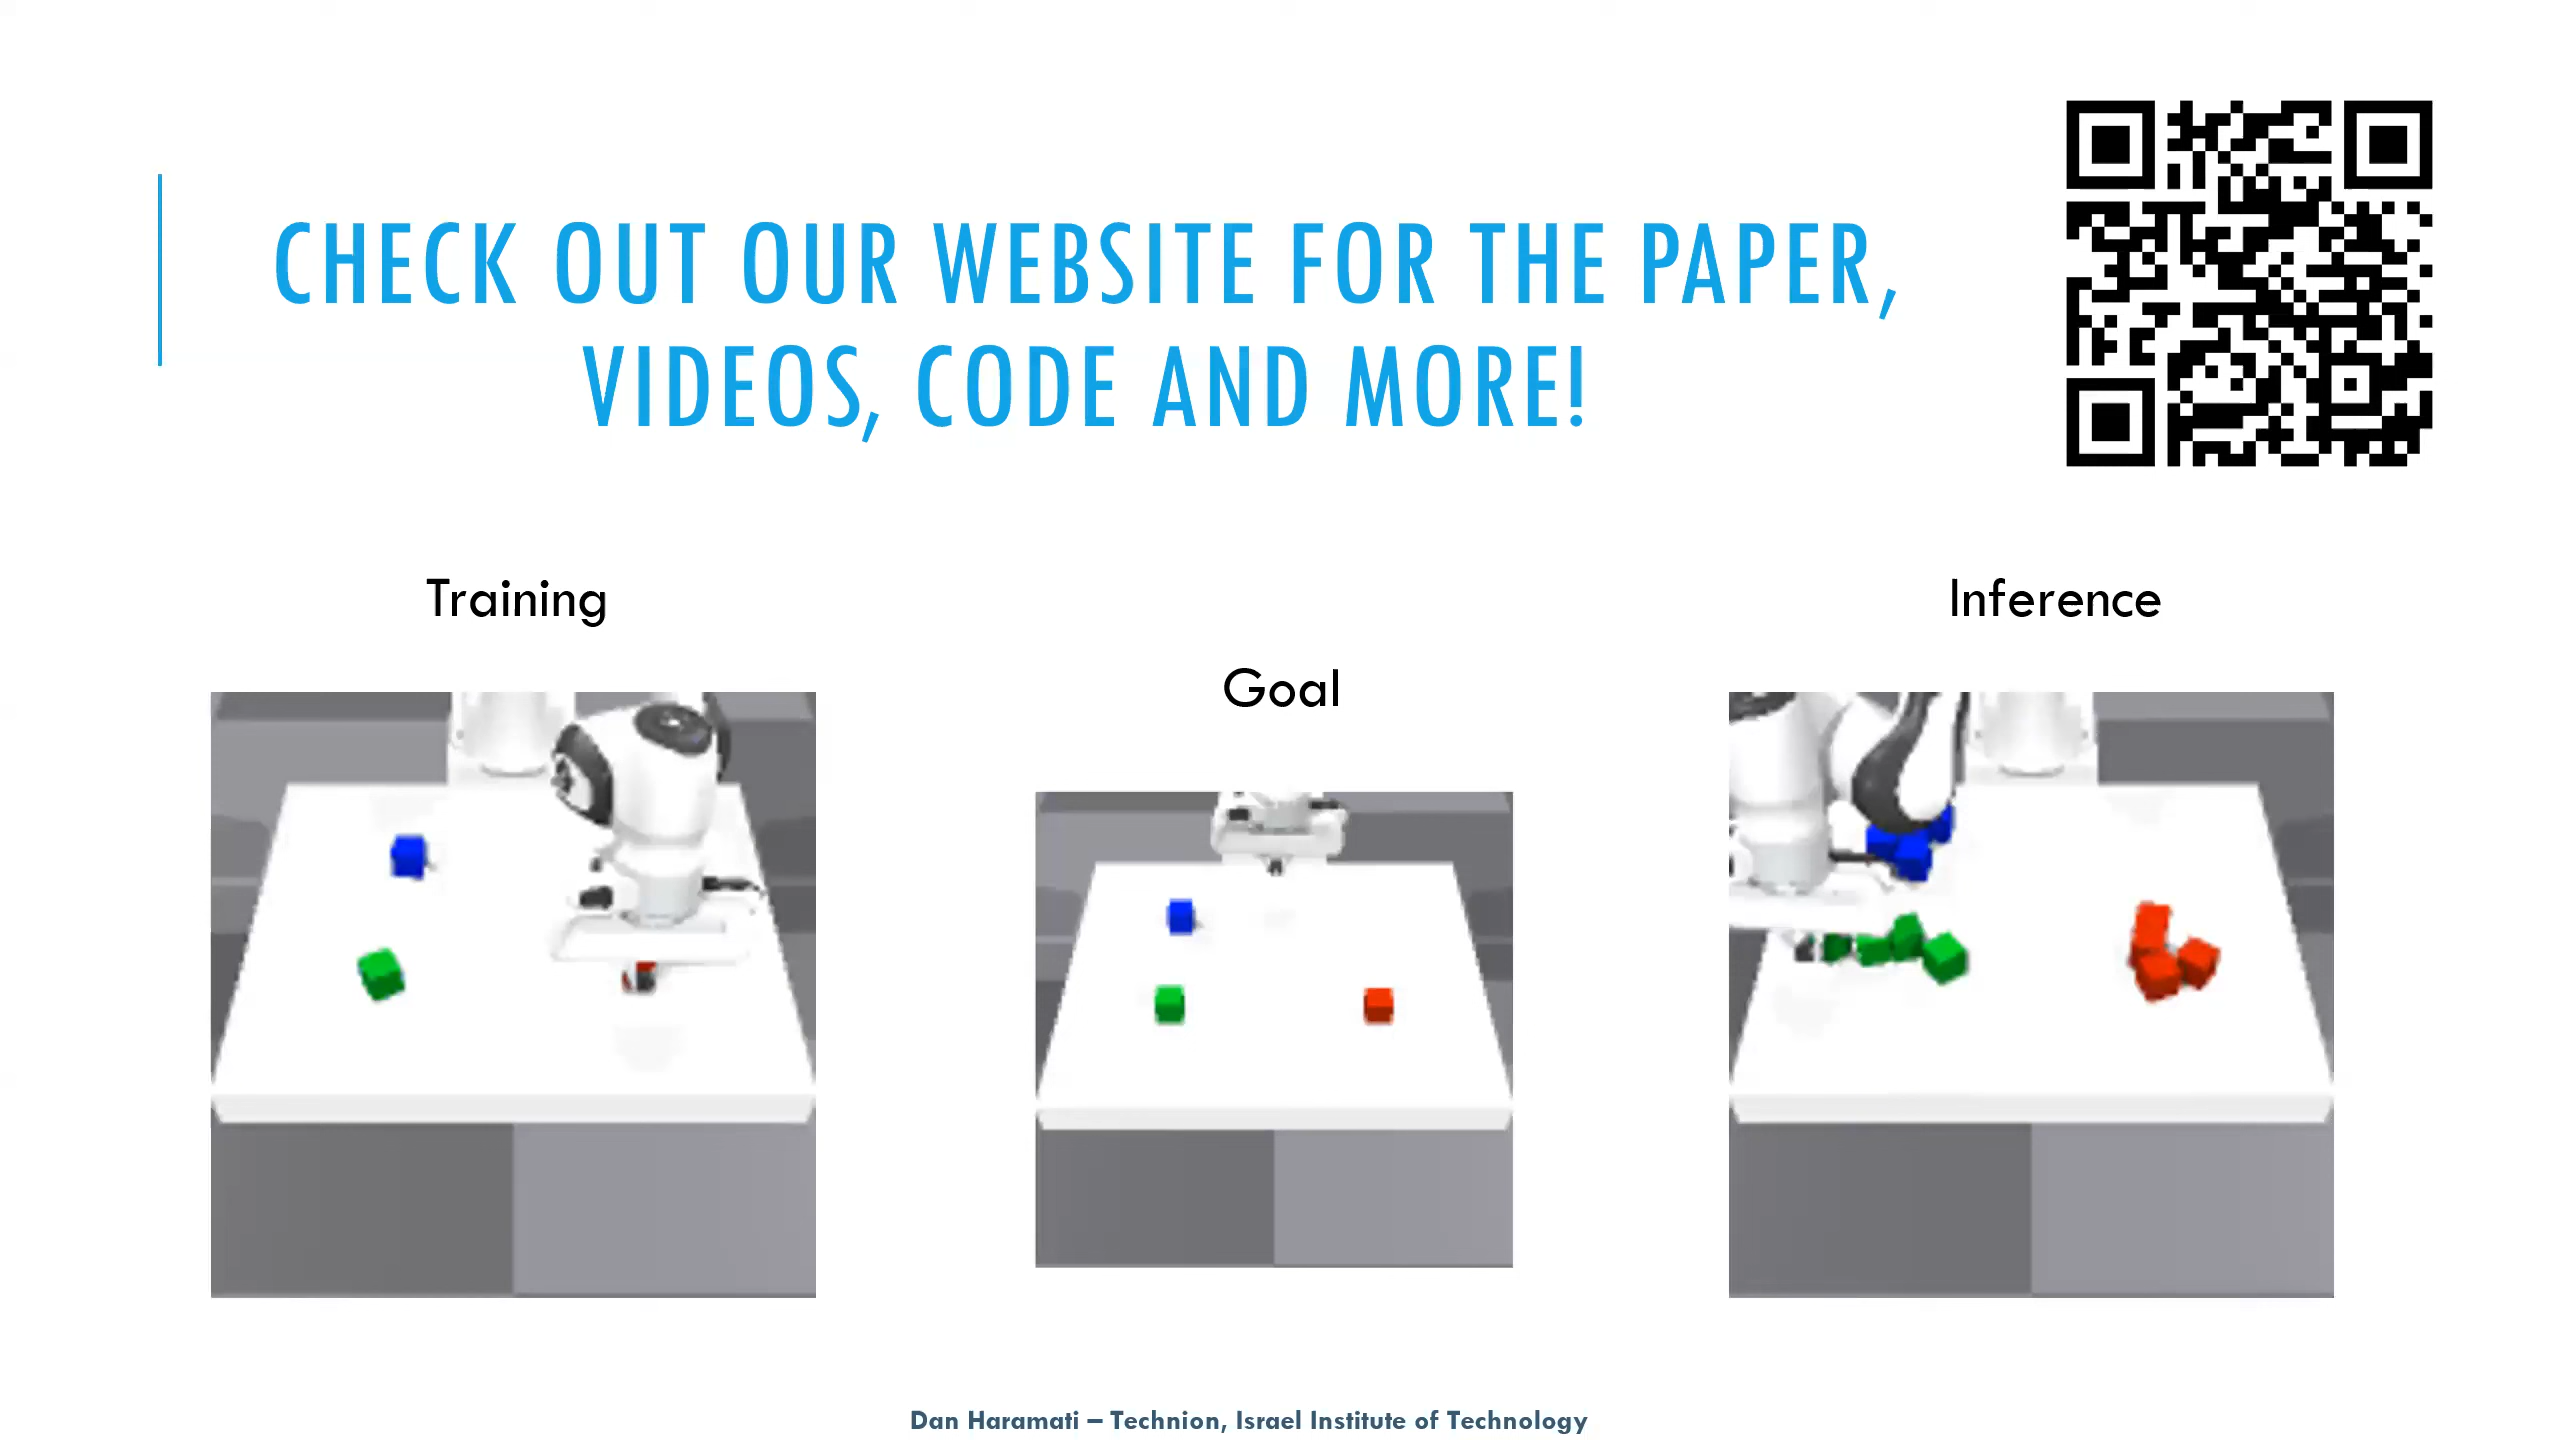 CHECK OUT OUR WEBSITE FOR THE PAPER,
VIDEOS, CODE AND MORE!
Training
Goal
Inference
Dan Haramati – Technion, Israel Institute of Technology